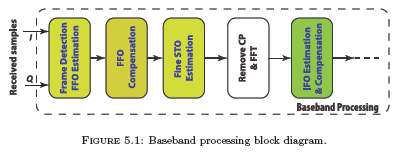 Received samples
I
Q
Frame Detection
FFO Estimation
FFO
Compensation
Fine STO
Estimation
Remove CP
& FFT
IFO Estimation
& Compensation
Baseband Processing
FIGURE 5.1: Baseband processing block diagram.